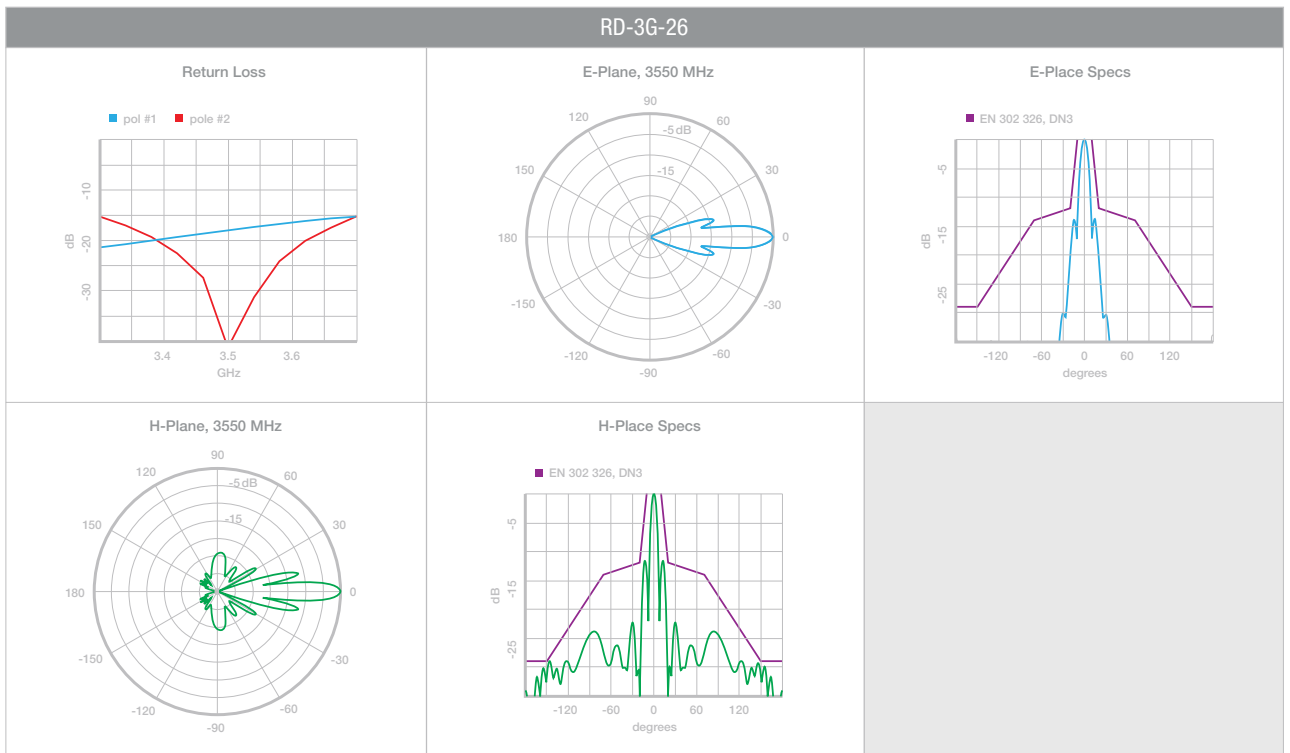 RD-3G-26
Return Loss
pol #1 pole #2
-10
-20
-30
dB
3.4 3.5 3.6
GHz
E-Plane, 3550 MHz
90
120 60
-5 dB
150 30
-15
180 0
-150 -30
-120 -60
-90
E-Place Specs
EN 302 326, DN3
-5
-15
-25
dB
-120 -60 0 60 120
degrees
H-Plane, 3550 MHz
90
120 60
-5 dB
150 30
-15
180 0
-150 -30
-120 -60
-90
H-Place Specs
EN 302 326, DN3
-5
-15
-25
dB
-120 -60 0 60 120
degrees